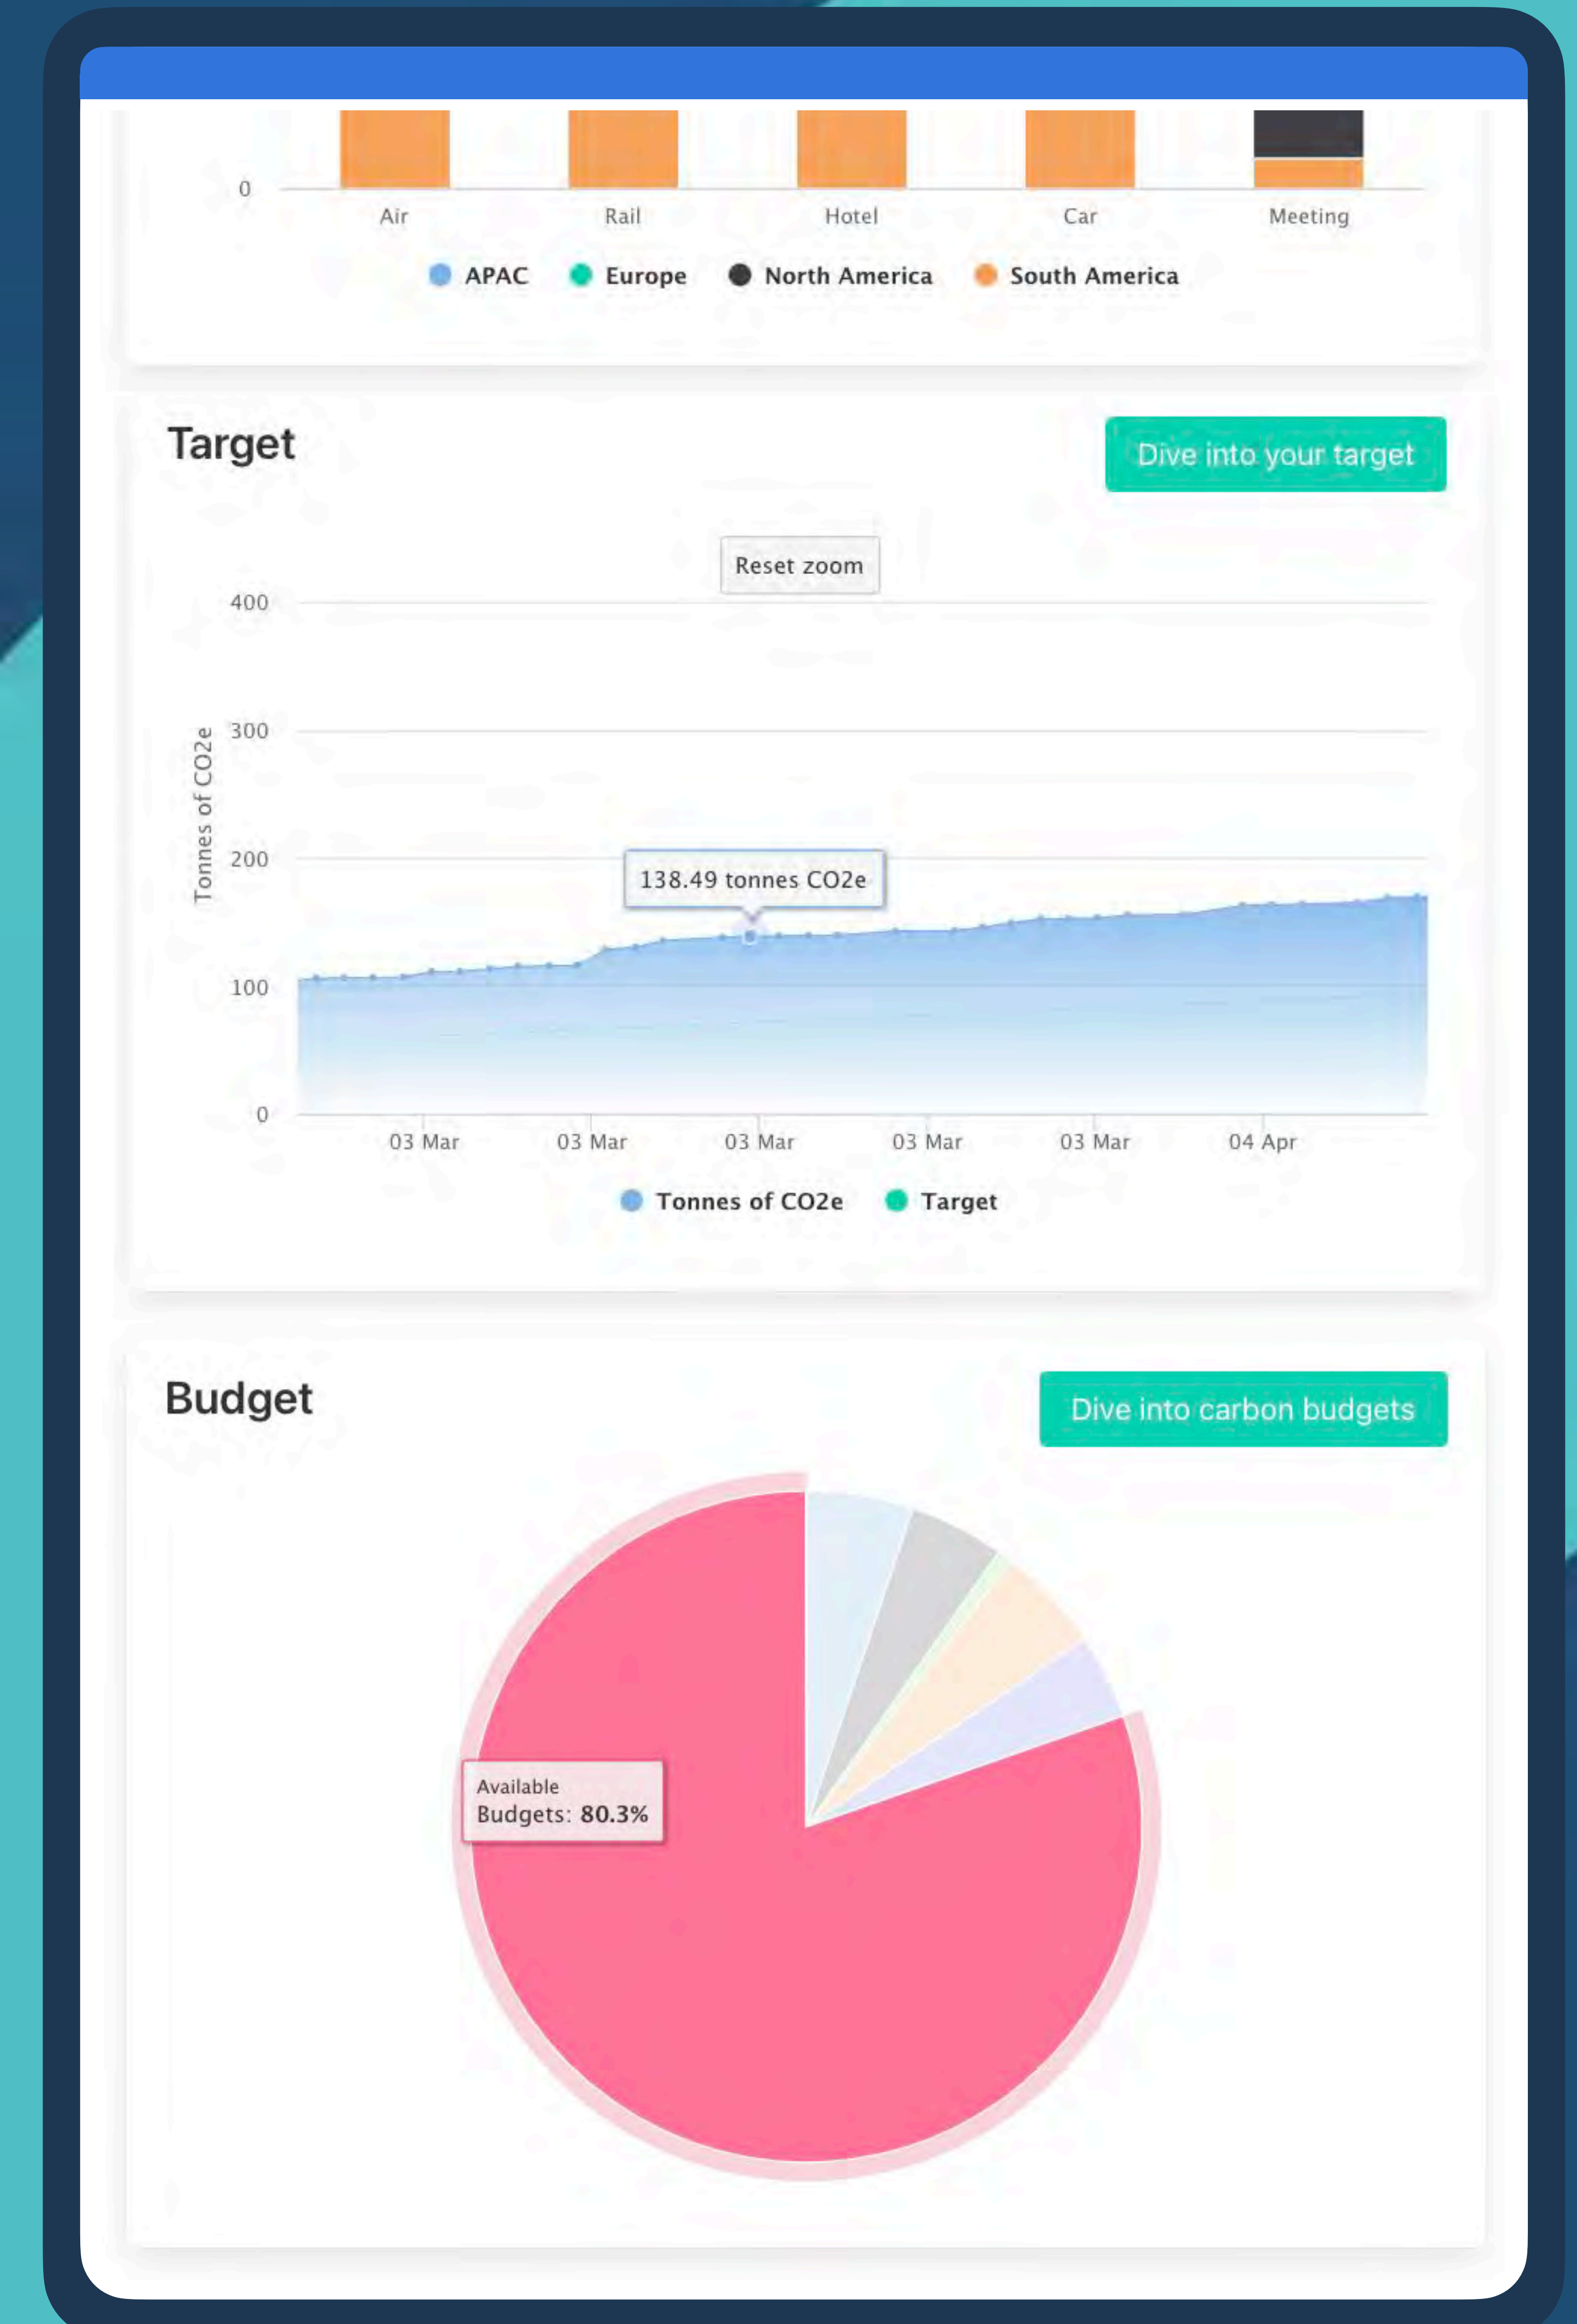 0
Air Rail Hotel Car Meeting
APAC Europe North America South America
Target
Dive into your target
Reset zoom
400
300
200
100
0
Tonnes of CO2e
138.49 tonnes CO2e
03 Mar 03 Mar 03 Mar 03 Mar 03 Mar 04 Apr
Tonnes of CO2e Target
Budget
Dive into carbon budgets
Available
Budgets: 80.3%